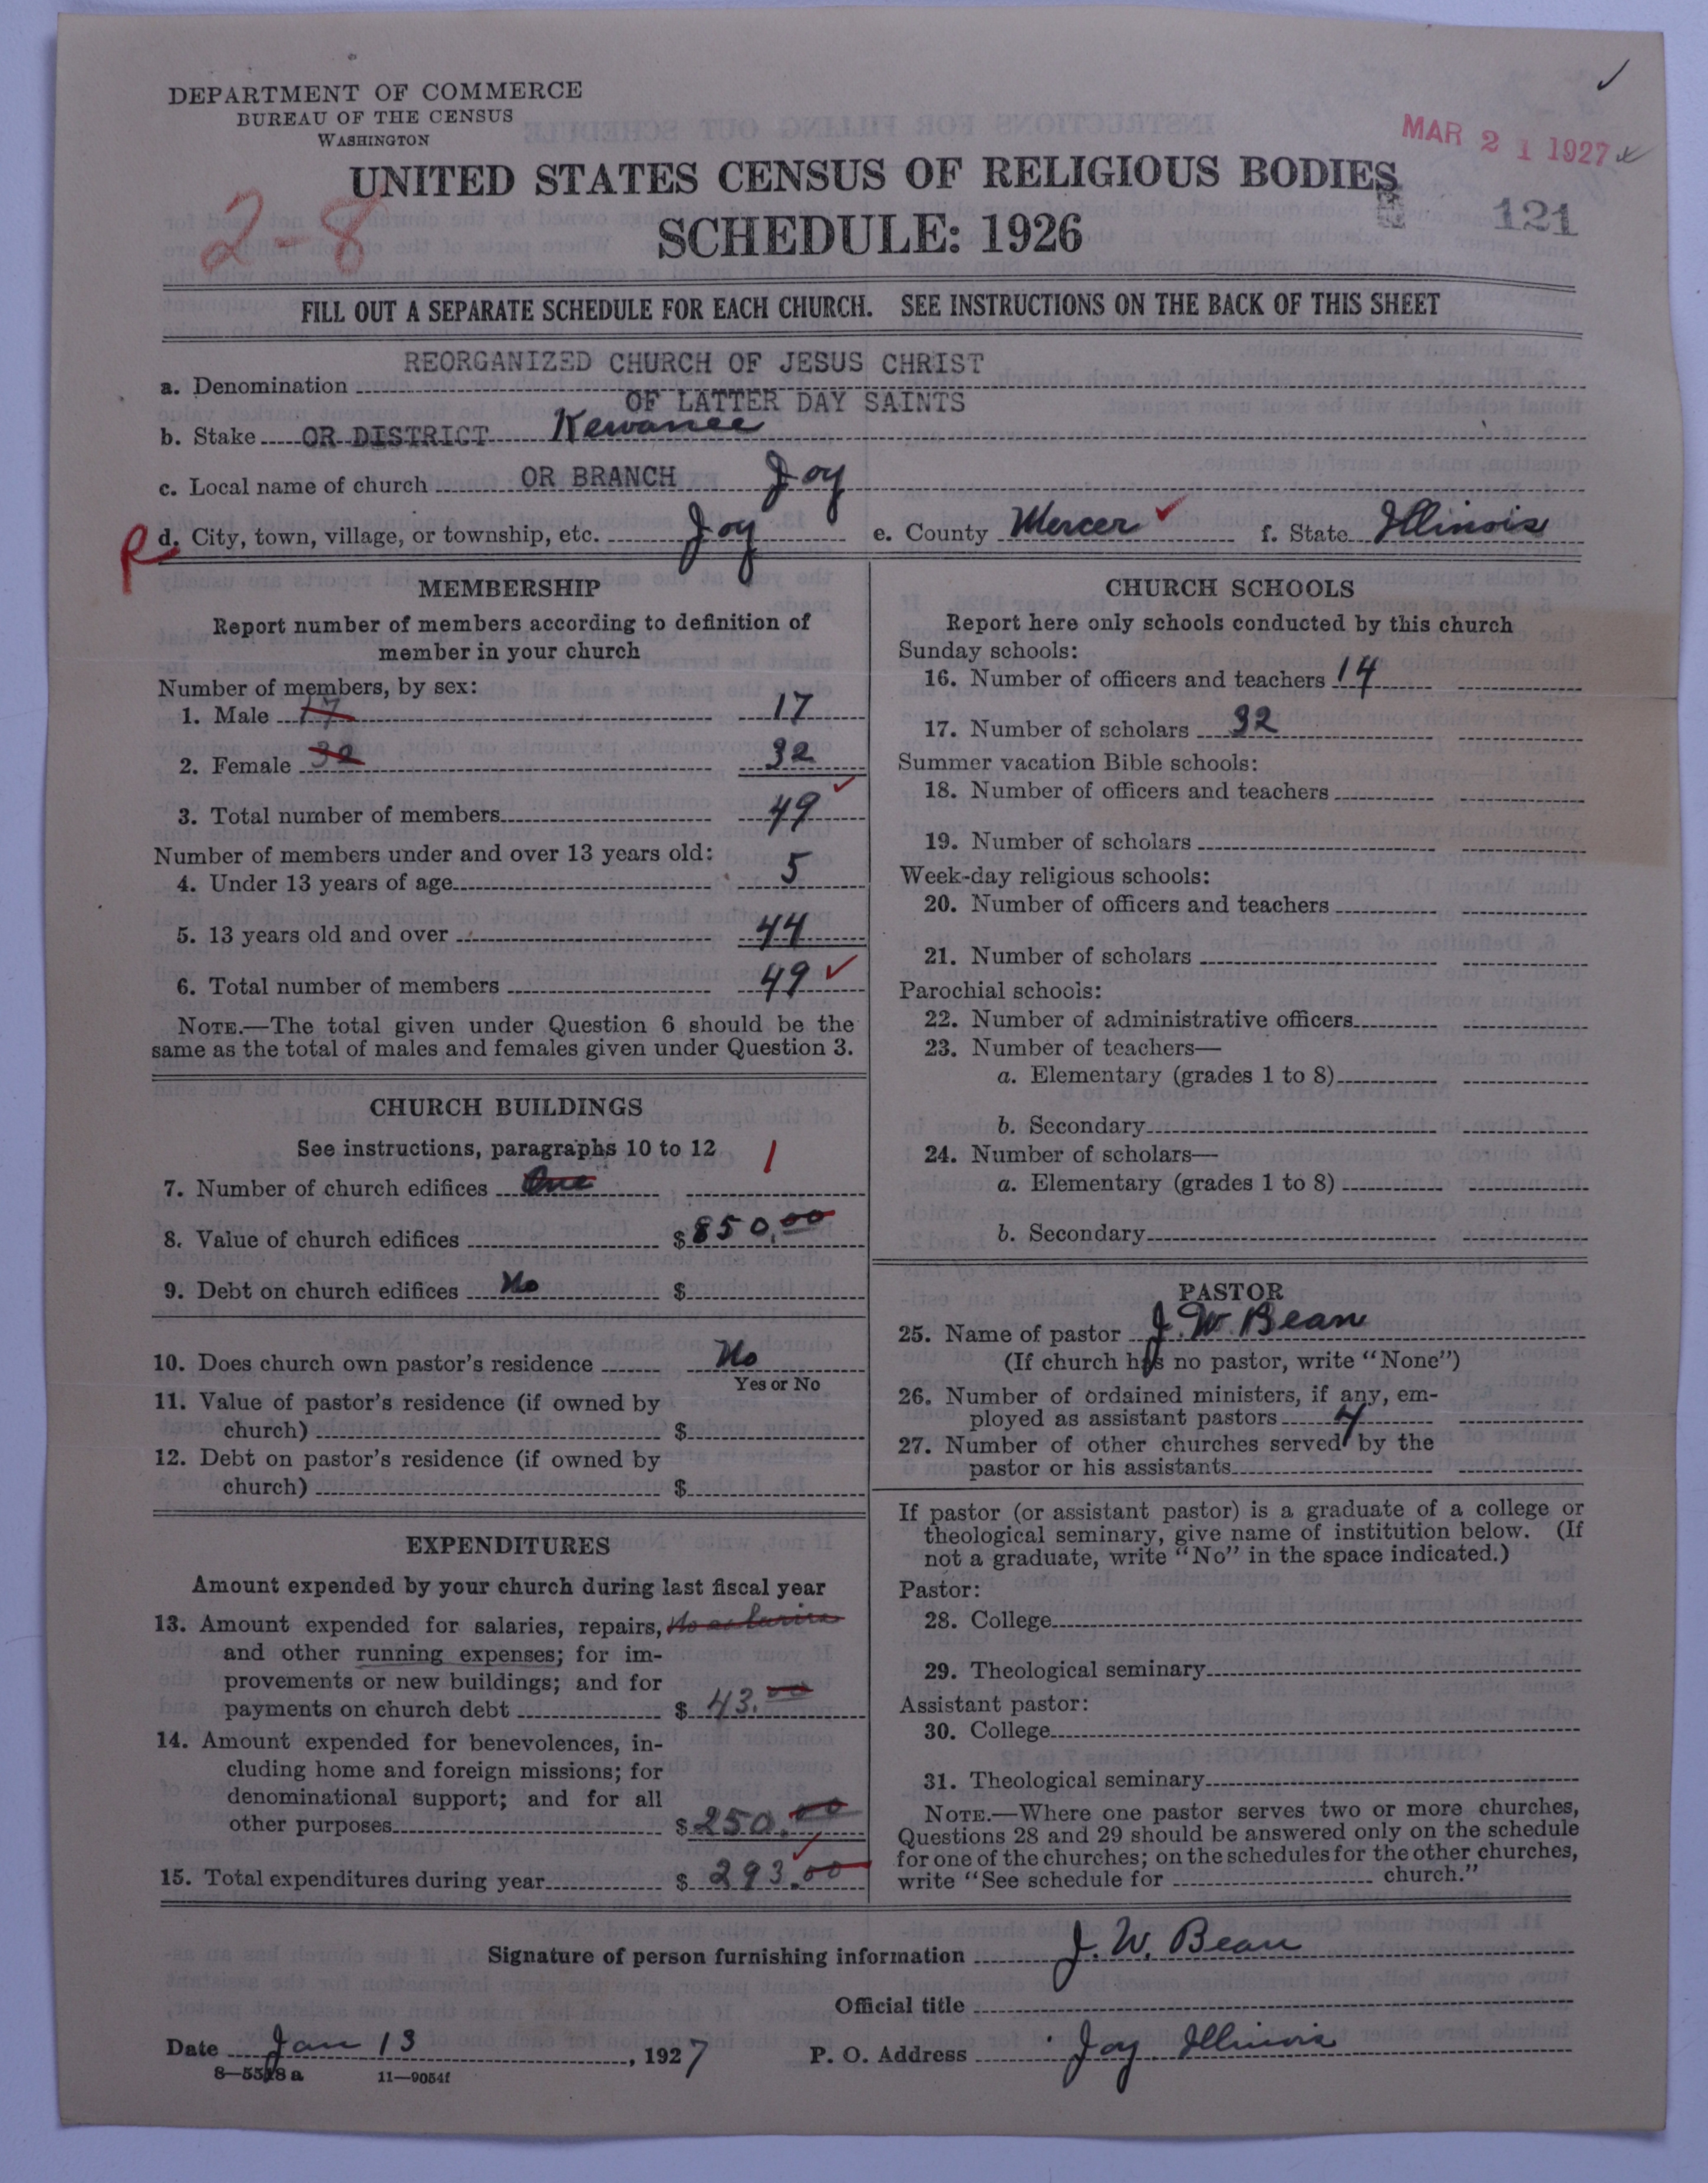 DEPARTMENT OF COMMERCE
BUREAU OF THE CENSUS
WASHINGTON
MAR 21 1927
UNITED STATES CENSUS OF RELIGIOUS BODIES
2-8
SCHEDULE: 1926
121
FILL OUT A SEPARATE SCHEDULE FOR EACH CHURCH. SEE INSTRUCTIONS ON THE BACK OF THIS SHEET
REORGANIZED CHURCH OF JESUS CHRIST
a. Denomination
OF LATTER DAY SAINTS
b. Stake OR DISTRICT Kewanee
c. Local name of church OR BRANCH Joy
R
d. City, town, village, or township, etc. Joy e. County Mercer f. State Illinois
MEMBERSHIP
Report number of members according to definition of
member in your church
Number of members, by sex:
1. Male 17 17
2. Female 32 32
3. Total number of members 49
Number of members under and over 13 years old:
4. Under 13 years of age 5
5. 13 years old and over 44
6. Total number of members 49
NOTE.—The total given under Question 6 should be the
same as the total of males and females given under Question 3.
CHURCH BUILDINGS
See instructions, paragraphs 10 to 12
1
7. Number of church edifices One
8. Value of church edifices $ 850.00
9. Debt on church edifices No $
10. Does church own pastor's residence No
Yes or No
11. Value of pastor's residence (if owned by
church) $
12. Debt on pastor's residence (if owned by
church) $
EXPENDITURES
Amount expended by your church during last fiscal year
13. Amount expended for salaries, repairs, No salaries
and other running expenses; for im-
provements or new buildings; and for
payments on church debt $ 43.00
14. Amount expended for benevolences, in-
cluding home and foreign missions; for
denominational support; and for all
other purposes $ 250.00
15. Total expenditures during year $ 293.00
CHURCH SCHOOLS
Report here only schools conducted by this church
Sunday schools:
16. Number of officers and teachers 14
17. Number of scholars 32
Summer vacation Bible schools:
18. Number of officers and teachers
19. Number of scholars
Week-day religious schools:
20. Number of officers and teachers
21. Number of scholars
Parochial schools:
22. Number of administrative officers
23. Number of teachers—
a. Elementary (grades 1 to 8)
b. Secondary
24. Number of scholars—
a. Elementary (grades 1 to 8)
b. Secondary
PASTOR
25. Name of pastor J. W. Bean
(If church has no pastor, write "None")
26. Number of ordained ministers, if any, em-
ployed as assistant pastors 4
27. Number of other churches served by the
pastor or his assistants
If pastor (or assistant pastor) is a graduate of a college or
theological seminary, give name of institution below. (If
not a graduate, write "No" in the space indicated.)
Pastor:
28. College
29. Theological seminary
Assistant pastor:
30. College
31. Theological seminary
NOTE.—Where one pastor serves two or more churches,
Questions 28 and 29 should be answered only on the schedule
for one of the churches; on the schedules for the other churches,
write "See schedule for church."
Signature of person furnishing information J. W. Bean
Official title
Date Jan 13, 1927 P. O. Address Joy Illinois
8—5518 a 11—9054f